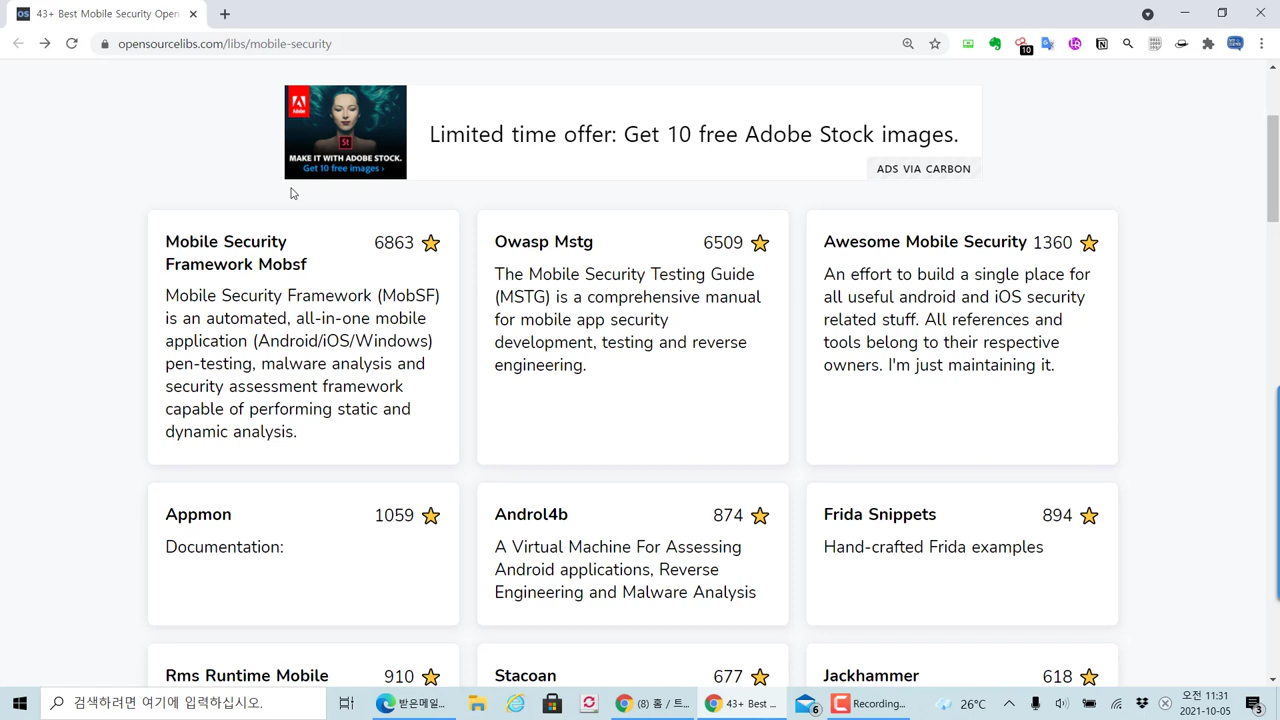 43+ Best Mobile Security Open
opensourcelibs.com/libs/mobile-security
10
Adobe
St
MAKE IT WITH ADOBE STOCK.
Get 10 free images ›
Limited time offer: Get 10 free Adobe Stock images.
ADS VIA CARBON
Mobile Security
Framework Mobsf
6863
Mobile Security Framework (MobSF)
is an automated, all-in-one mobile
application (Android/iOS/Windows)
pen-testing, malware analysis and
security assessment framework
capable of performing static and
dynamic analysis.
Owasp Mstg 6509
The Mobile Security Testing Guide
(MSTG) is a comprehensive manual
for mobile app security
development, testing and reverse
engineering.
Awesome Mobile Security 1360
An effort to build a single place for
all useful android and iOS security
related stuff. All references and
tools belong to their respective
owners. I'm just maintaining it.
Appmon 1059
Documentation:
Androl4b 874
A Virtual Machine For Assessing
Android applications, Reverse
Engineering and Malware Analysis
Frida Snippets 894
Hand-crafted Frida examples
Rms Runtime Mobile 910
Stacoan 677
Jackhammer 618
검색하려면 여기에 입력하십시오.
받은메일...
(8) 홈 / 트...
43+ Best ...
6
Recording...
26°C
오전 11:31
2021-10-05
3